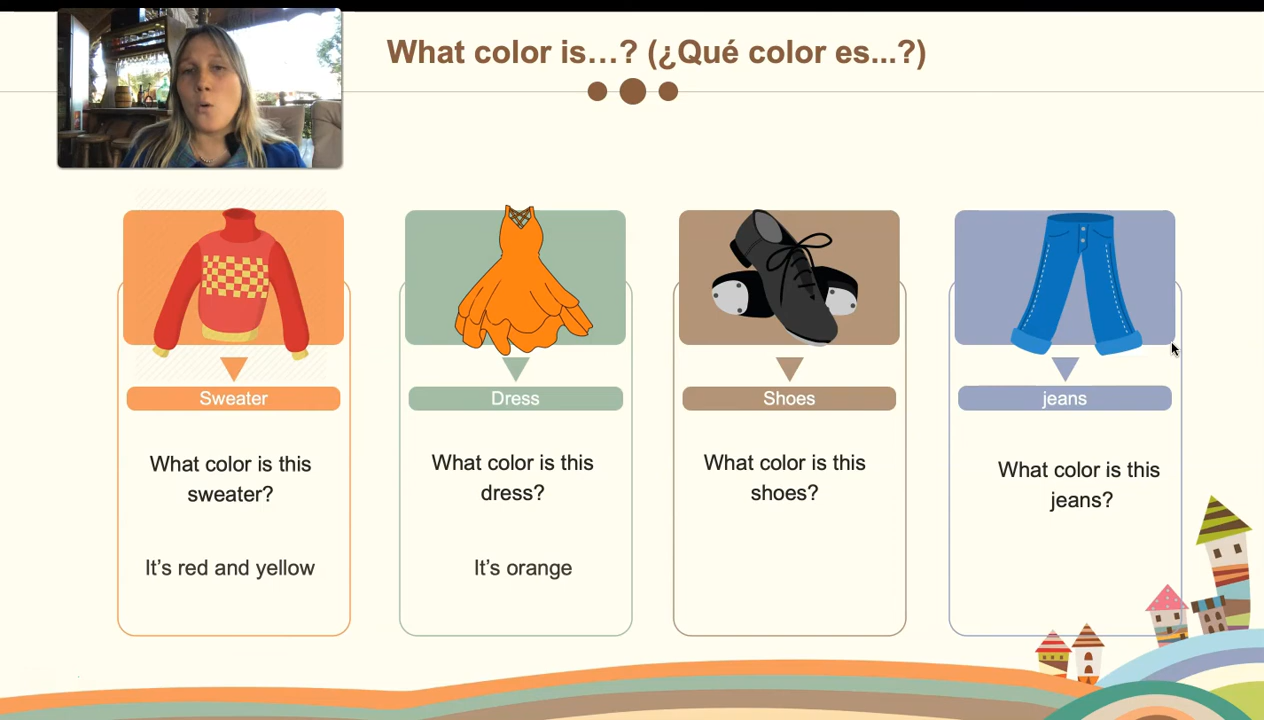 What color is…? (¿Qué color es...?)
Sweater
What color is this
sweater?
It's red and yellow
Dress
What color is this
dress?
It's orange
Shoes
What color is this
shoes?
jeans
What color is this
jeans?